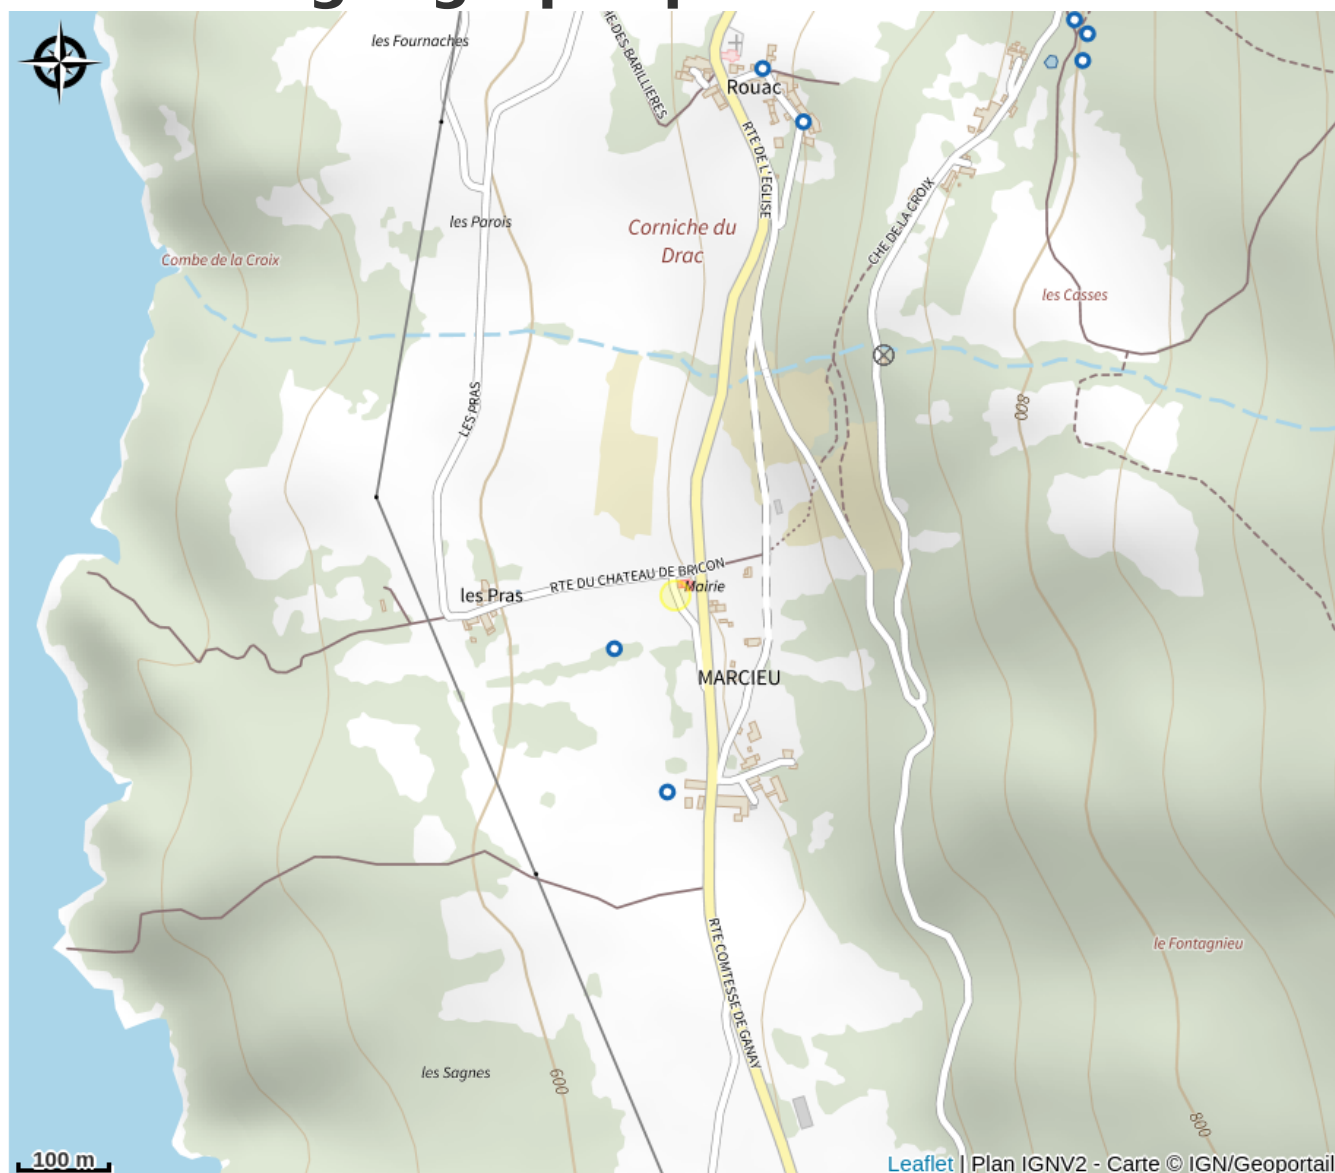 les Fournaches
HE DES BARILLIERES
Rouac
RTE DE L'EGLISE
CHE DE LA CROIX
les Parois
Corniche du
Drac
Combe de la Croix
les Casses
LES PRAS
800
RTE DU CHATEAU DE BRICON
Mairie
les Pras
MARCIEU
le Fontagnieu
RTE COMTESSE DE GANAY
les Sagnes
600
800
100 m
Leaflet | Plan IGNV2 - Carte © IGN/Geoportail